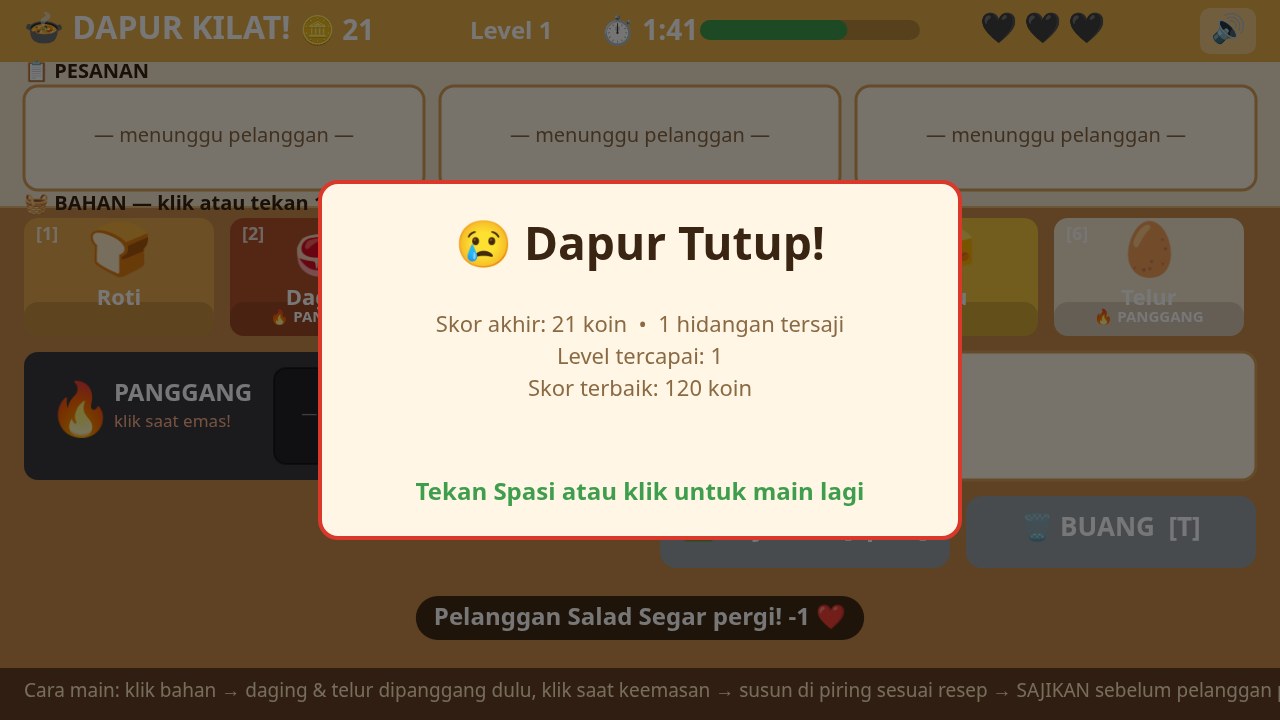 DAPUR KILAT! 21
Level 1
1:41
PESANAN
— menunggu pelanggan —
— menunggu pelanggan —
— menunggu pelanggan —
BAHAN — klik atau tekan
[1]
Roti
[2]
[6]
Telur
PANGGANG
PANGGANG
klik saat emas!
Dapur Tutup!
Skor akhir: 21 koin • 1 hidangan tersaji
Level tercapai: 1
Skor terbaik: 120 koin
Tekan Spasi atau klik untuk main lagi
BUANG [T]
Pelanggan Salad Segar pergi! -1
Cara main: klik bahan → daging & telur dipanggang dulu, klik saat keemasan → susun di piring sesuai resep → SAJIKAN sebelum pelanggan